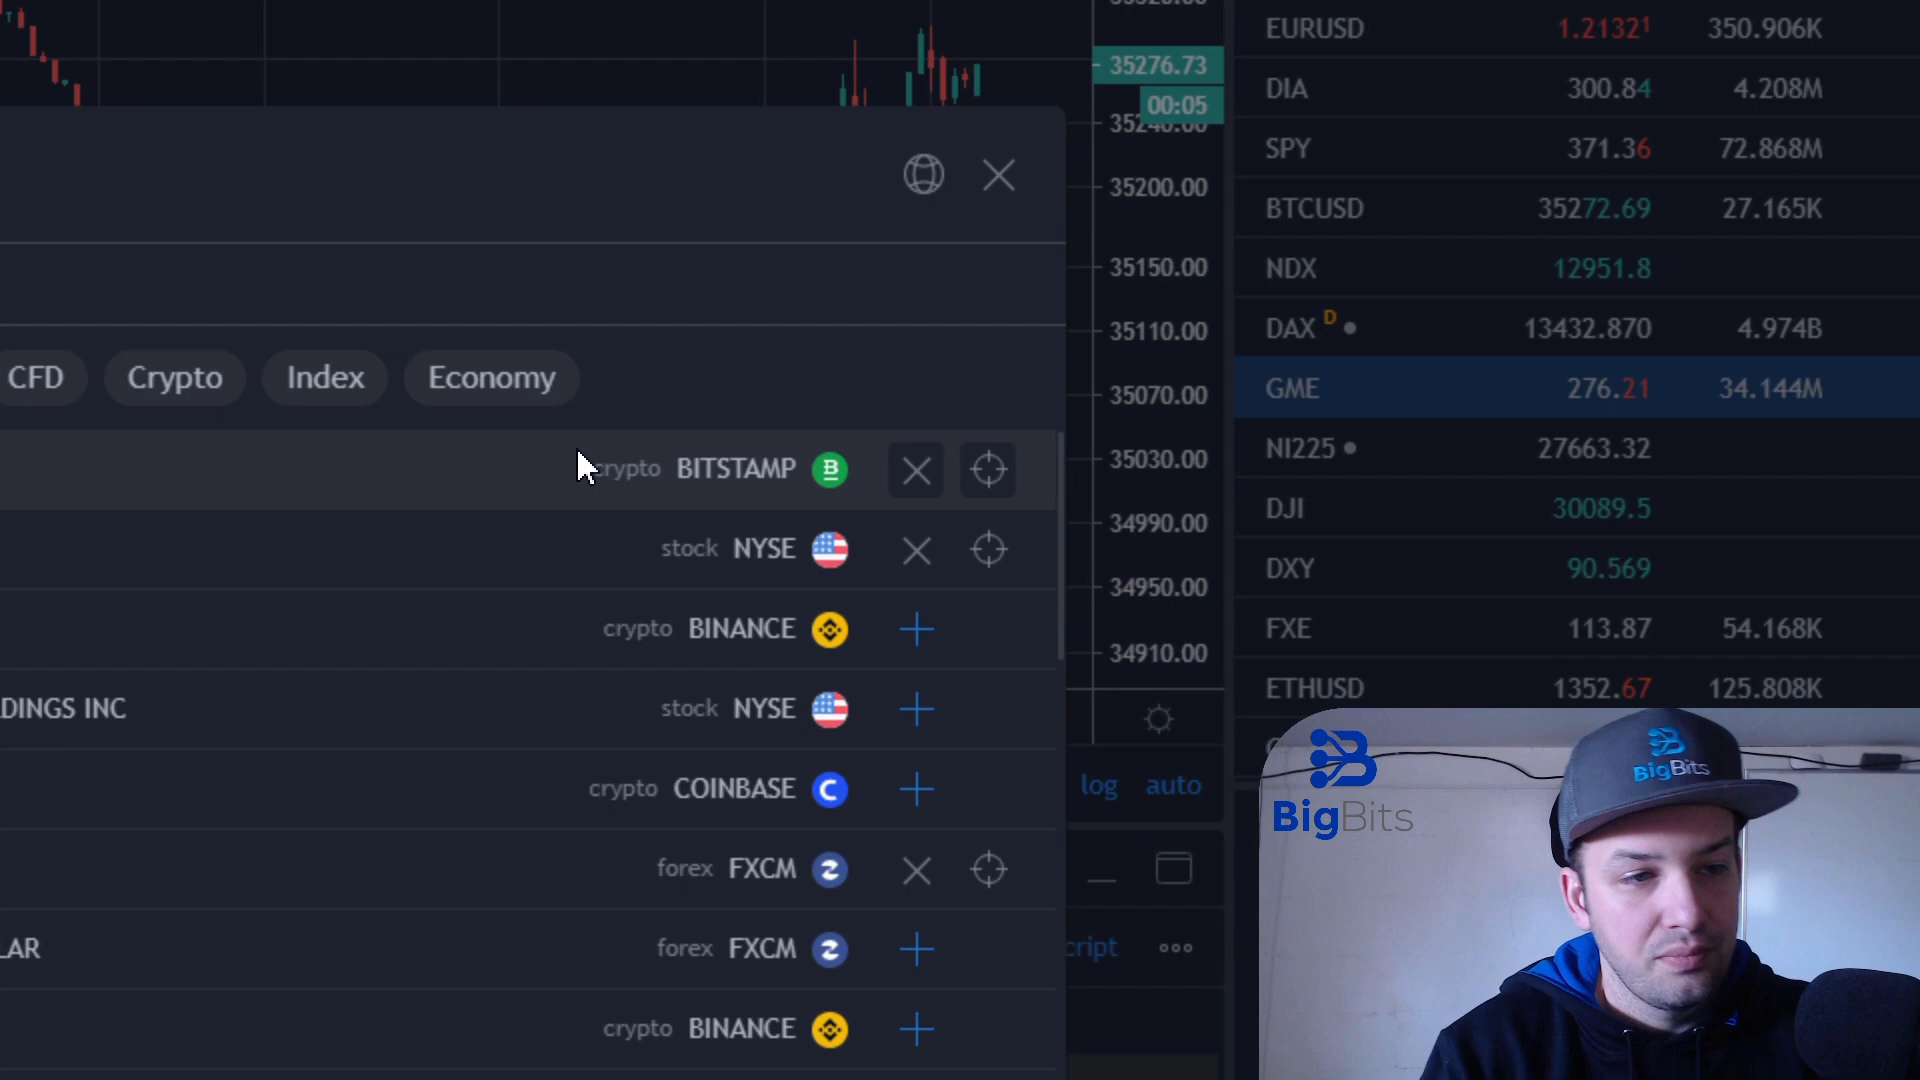 35276.73
00:05
35240.00
35200.00
35150.00
35110.00
35070.00
35030.00
34990.00
34950.00
34910.00
log auto
cript
CFD Crypto Index Economy
crypto BITSTAMP
stock NYSE
crypto BINANCE
DINGS INC stock NYSE
crypto COINBASE
forex FXCM
LAR forex FXCM
crypto BINANCE
EURUSD 1.21321 350.906K
DIA 300.84 4.208M
SPY 371.36 72.868M
BTCUSD 35272.69 27.165K
NDX 12951.8
DAX D 13432.870 4.974B
GME 276.21 34.144M
NI225 27663.32
DJI 30089.5
DXY 90.569
FXE 113.87 54.168K
ETHUSD 1352.67 125.808K
BigBits
BigBits